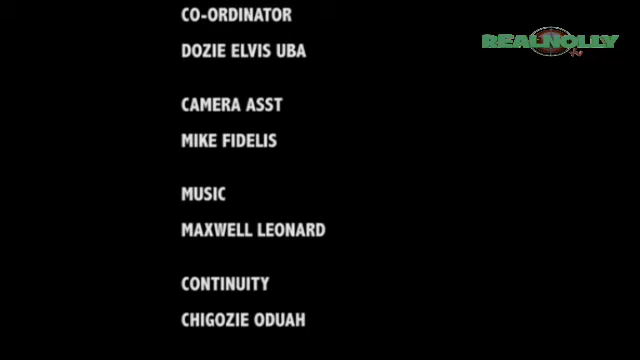 CO-ORDINATOR
REALNOLLY
DOZIE ELVIS UBA
CAMERA ASST
MIKE FIDELIS
MUSIC
MAXWELL LEONARD
CONTINUITY
CHIGOZIE ODUAH